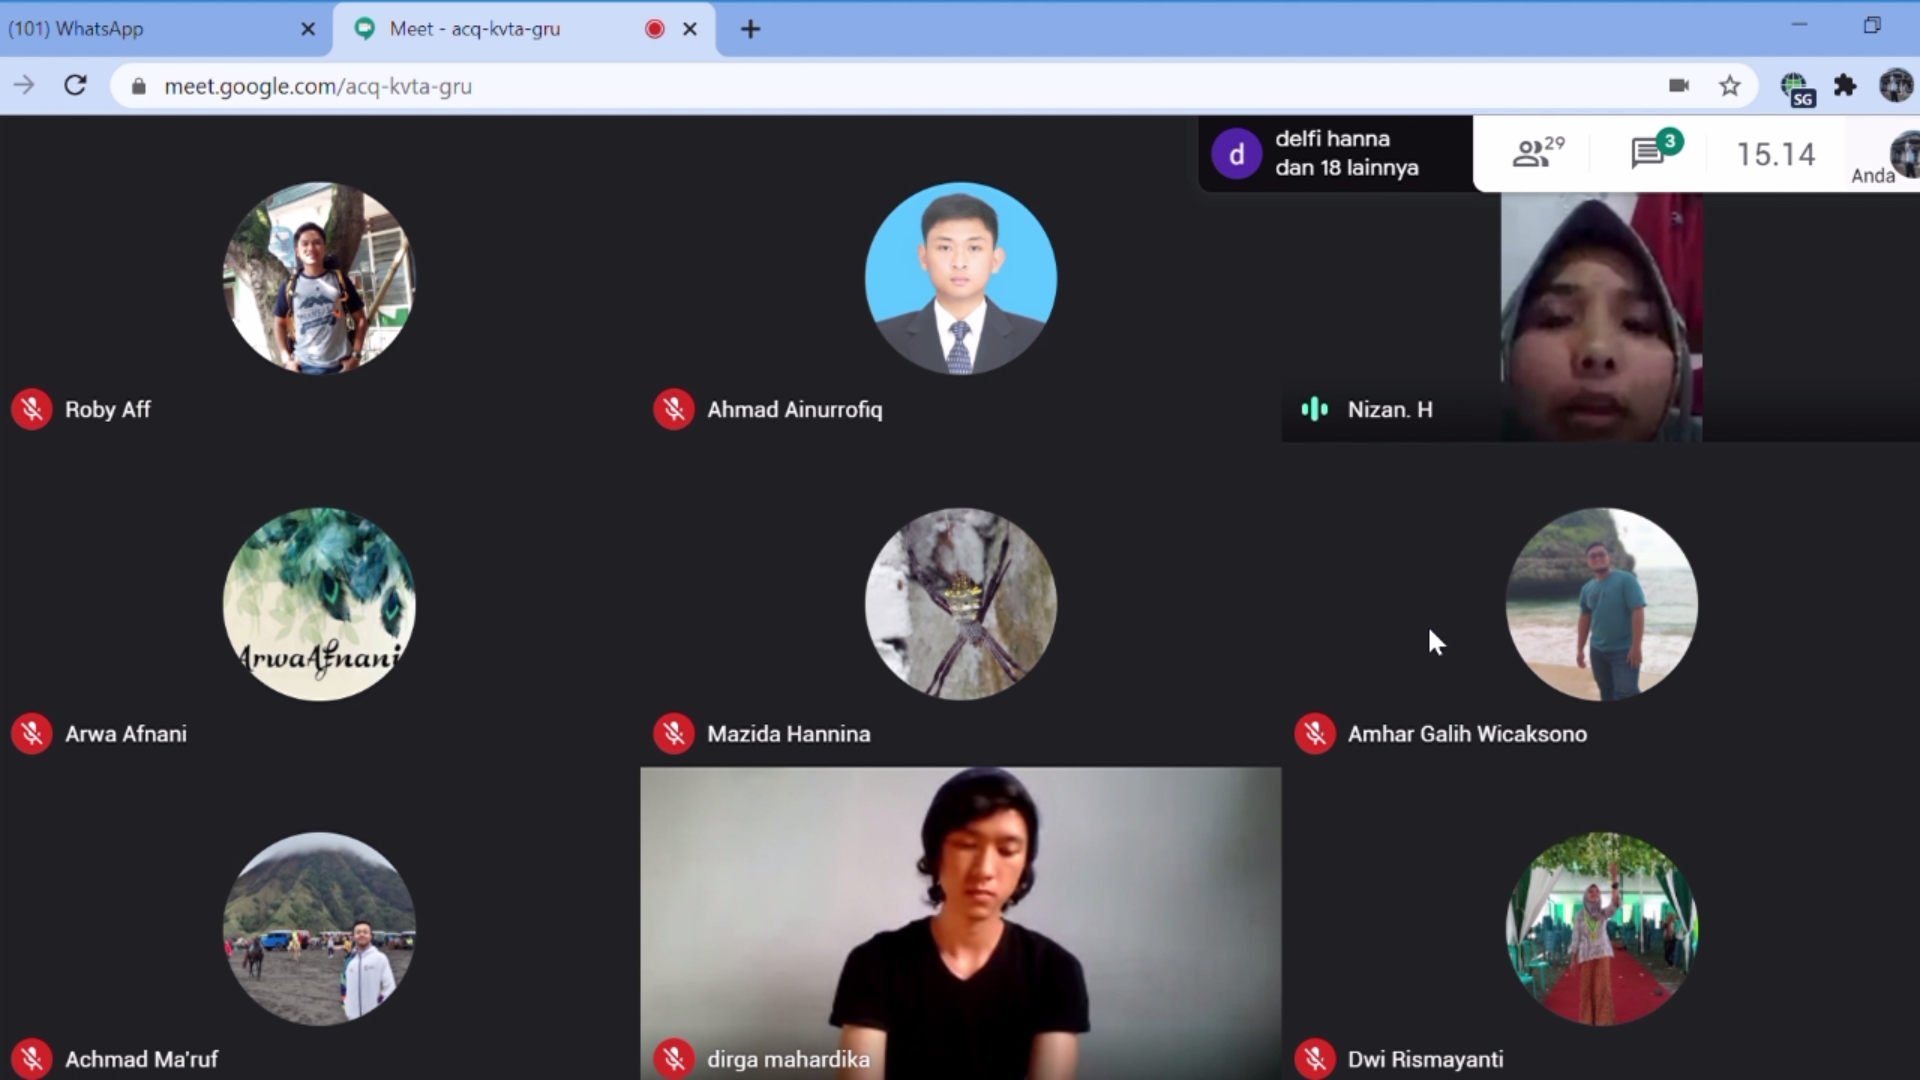 (101) WhatsApp
Meet - acq-kvta-gru
meet.google.com/acq-kvta-gru
SG
d
delfi hanna
dan 18 lainnya
29
3
15.14
Anda
Roby Aff
Ahmad Ainurrofiq
Nizan. H
ArwaAfnani
Arwa Afnani
Mazida Hannina
Amhar Galih Wicaksono
Achmad Ma'ruf
dirga mahardika
Dwi Rismayanti